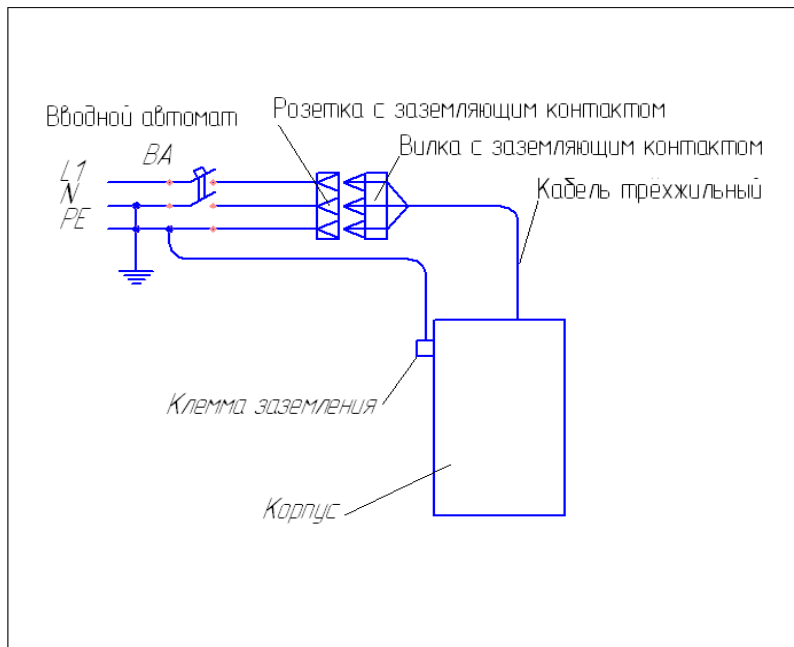 Розетка с заземляющим контактом
Вводной автомат
Вилка с заземляющим контактом
ВА
L1
Кабель трёхжильный
N
PE
Клемма заземления
Корпус